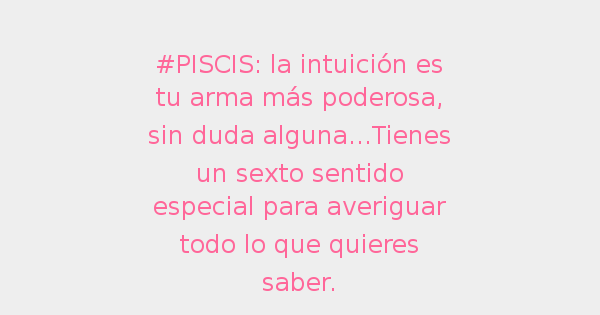 #PISCIS: la intuición es
tu arma más poderosa,
sin duda alguna...Tienes
un sexto sentido
especial para averiguar
todo lo que quieres
saber.